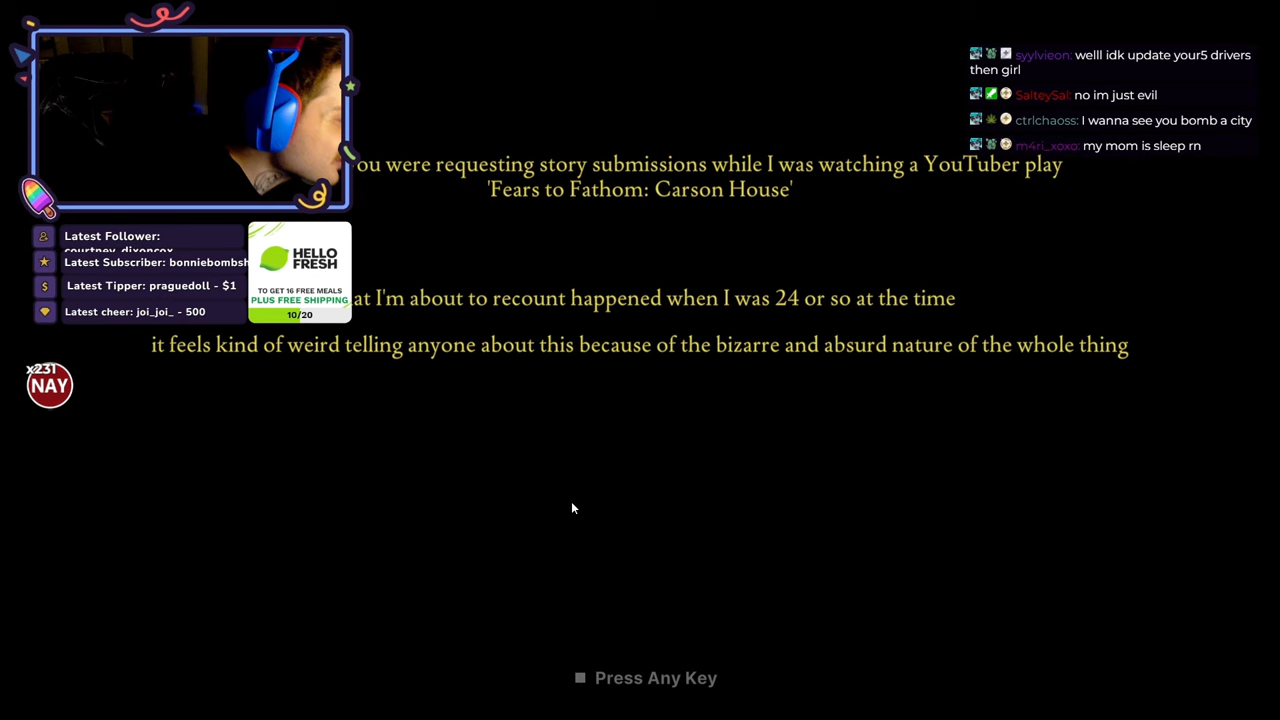 syylvieon: welll idk update your5 drivers
then girl
SalteySal: no im just evil
ctrlchaoss: I wanna see you bomb a city
m4ri_xoxo: my mom is sleep rn
ou were requesting story submissions while I was watching a YouTuber play
'Fears to Fathom: Carson House'
Latest Follower:
Latest Subscriber: bonniebombsh
Latest Tipper: praguedoll - $1
Latest cheer: joi_joi_ - 500
HELLO
FRESH
TO GET 16 FREE MEALS
PLUS FREE SHIPPING
10/20
at I'm about to recount happened when I was 24 or so at the time
it feels kind of weird telling anyone about this because of the bizarre and absurd nature of the whole thing
x231
NAY
Press Any Key